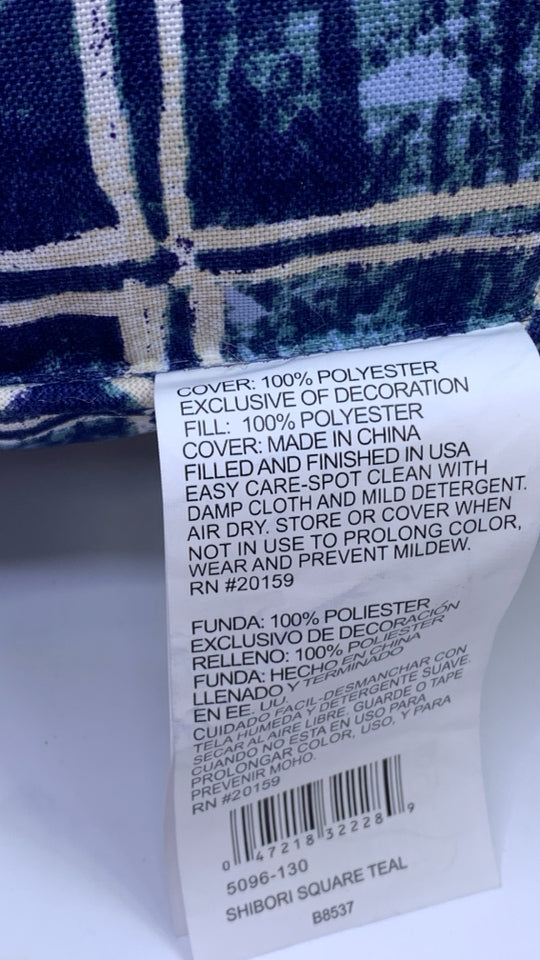 COVER: 100% POLYESTER
EXCLUSIVE OF DECORATION
FILL: 100% POLYESTER
COVER: MADE IN CHINA
FILLED AND FINISHED IN USA
EASY CARE-SPOT CLEAN WITH
DAMP CLOTH AND MILD DETERGENT.
AIR DRY. STORE OR COVER WHEN
NOT IN USE TO PROLONG COLOR,
WEAR AND PREVENT MILDEW.
RN #20159
FUNDA: 100% POLIESTER
EXCLUSIVO DE DECORACIÓN
RELLENO: 100% POLIESTER
FUNDA: HECHO EN CHINA
LLENADO Y TERMINADO
EN EE. UU.
CUIDADO FACIL-DESMANCHAR CON
TELA HUMEDA Y DETERGENTE SUAVE.
SECAR AL AIRE LIBRE. GUARDE O TAPE
CUANDO NO ESTA EN USO PARA
PROLONGAR COLOR, USO, Y PARA
PREVENIR MOHO.
RN #20159
0 47218 32228 9
5096-130
SHIBORI SQUARE TEAL
B8537